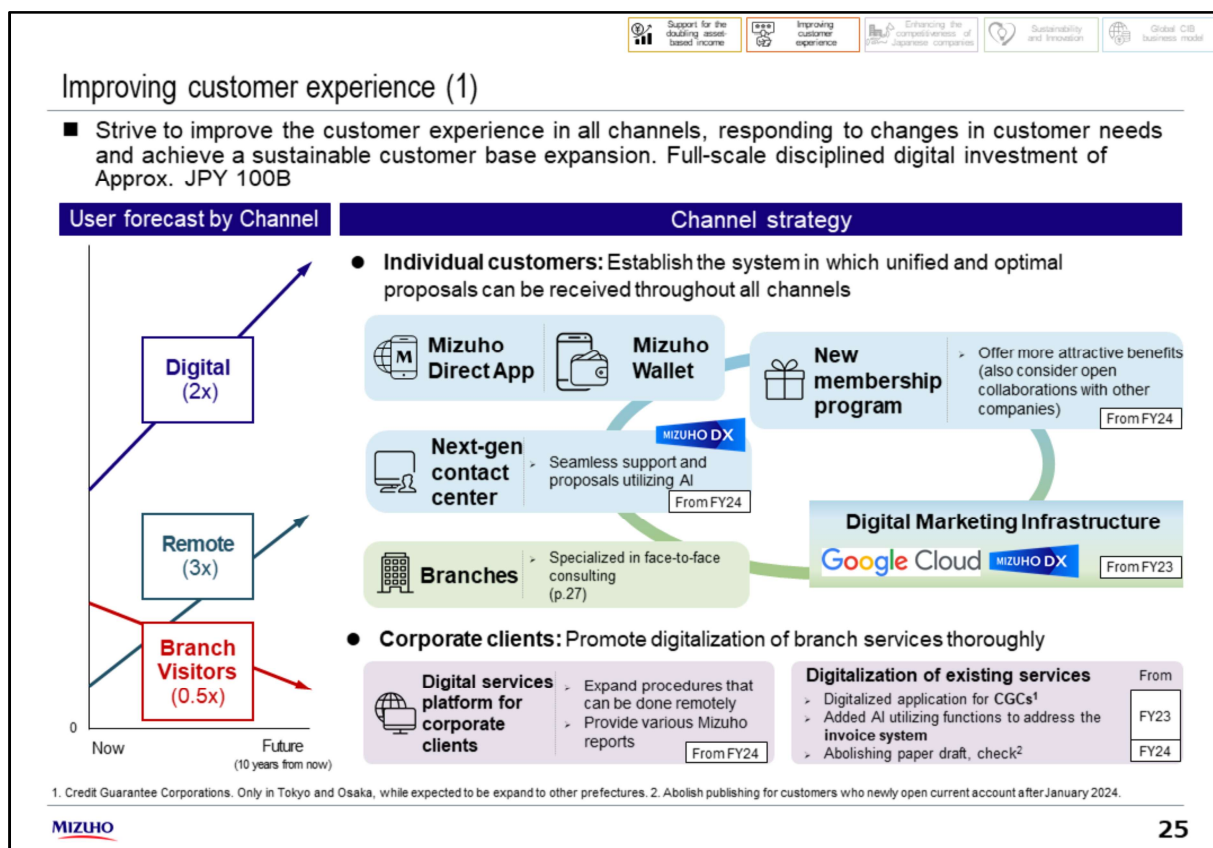 Support for the
doubling asset-
based income
Improving
customer
experience
Enhancing the
competitiveness of
Japanese companies
Sustainability
and Innovation
Global CIB
business model
Improving customer experience (1)
■ Strive to improve the customer experience in all channels, responding to changes in customer needs
and achieve a sustainable customer base expansion. Full-scale disciplined digital investment of
Approx. JPY 100B
User forecast by Channel
Digital
(2x)
Remote
(3x)
Branch
Visitors
(0.5x)
0
Now
Future
(10 years from now)
Channel strategy
● Individual customers: Establish the system in which unified and optimal
proposals can be received throughout all channels
M
Mizuho
Direct App
Mizuho
Wallet
New
membership
program
➢ Offer more attractive benefits
(also consider open
collaborations with other
companies)
From FY24
MIZUHO DX
Next-gen
contact
center
➢ Seamless support and
proposals utilizing AI
From FY24
Digital Marketing Infrastructure
Google Cloud
MIZUHO DX
From FY23
Branches
➢ Specialized in face-to-face
consulting
(p.27)
● Corporate clients: Promote digitalization of branch services thoroughly
Digital services
platform for
corporate
clients
➢ Expand procedures that
can be done remotely
➢ Provide various Mizuho
reports
From FY24
Digitalization of existing services
From
➢ Digitalized application for CGCs¹
➢ Added AI utilizing functions to address the
invoice system
FY23
➢ Abolishing paper draft, check²
FY24
1. Credit Guarantee Corporations. Only in Tokyo and Osaka, while expected to be expand to other prefectures. 2. Abolish publishing for customers who newly open current account after January 2024.
MIZUHO
25